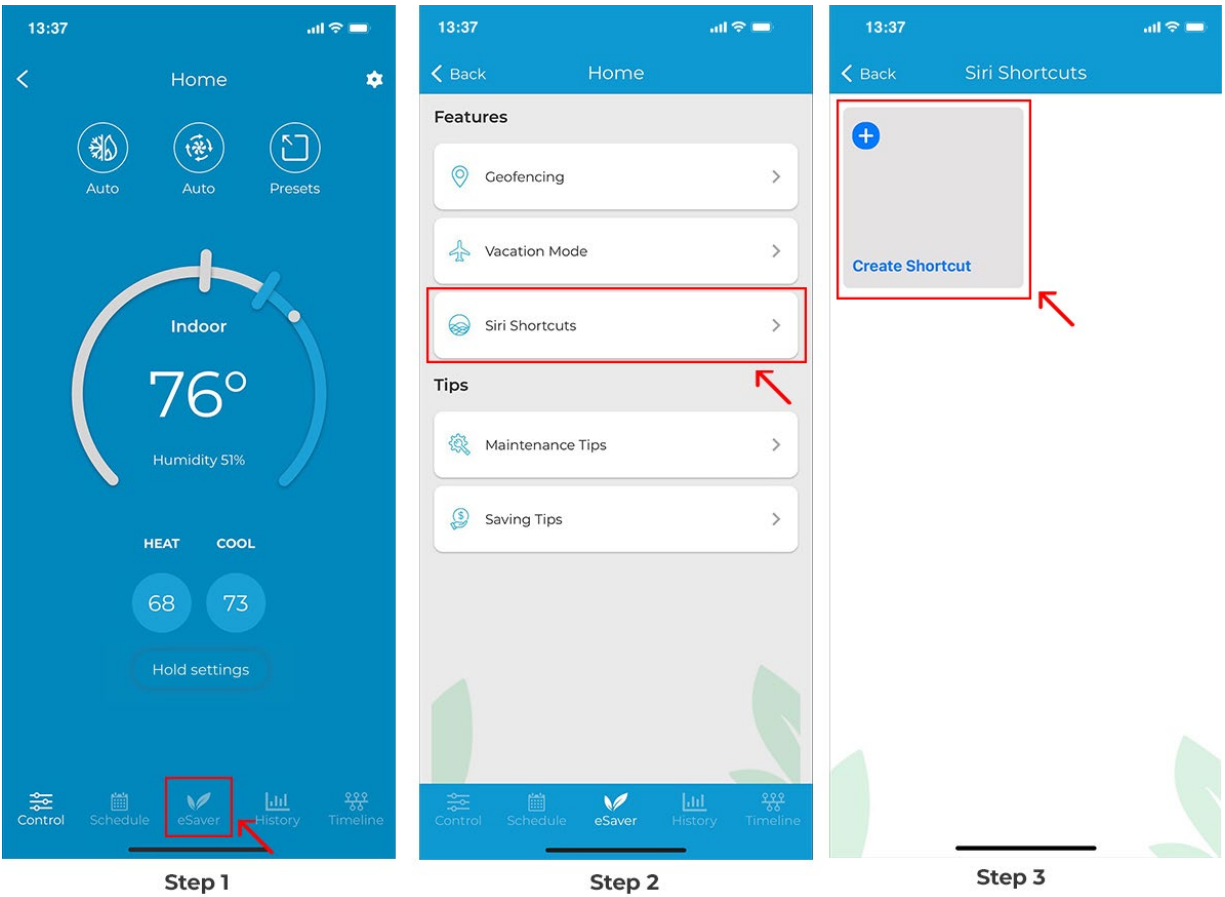 13:37
Home
Auto
Auto
Presets
Indoor
76°
Humidity 51%
HEAT COOL
68 73
Hold settings
Control Schedule eSaver History Timeline
Step 1
13:37
Back Home
Features
Geofencing
Vacation Mode
Siri Shortcuts
Tips
Maintenance Tips
Saving Tips
Control Schedule eSaver History Timeline
Step 2
13:37
Back Siri Shortcuts
Create Shortcut
Step 3